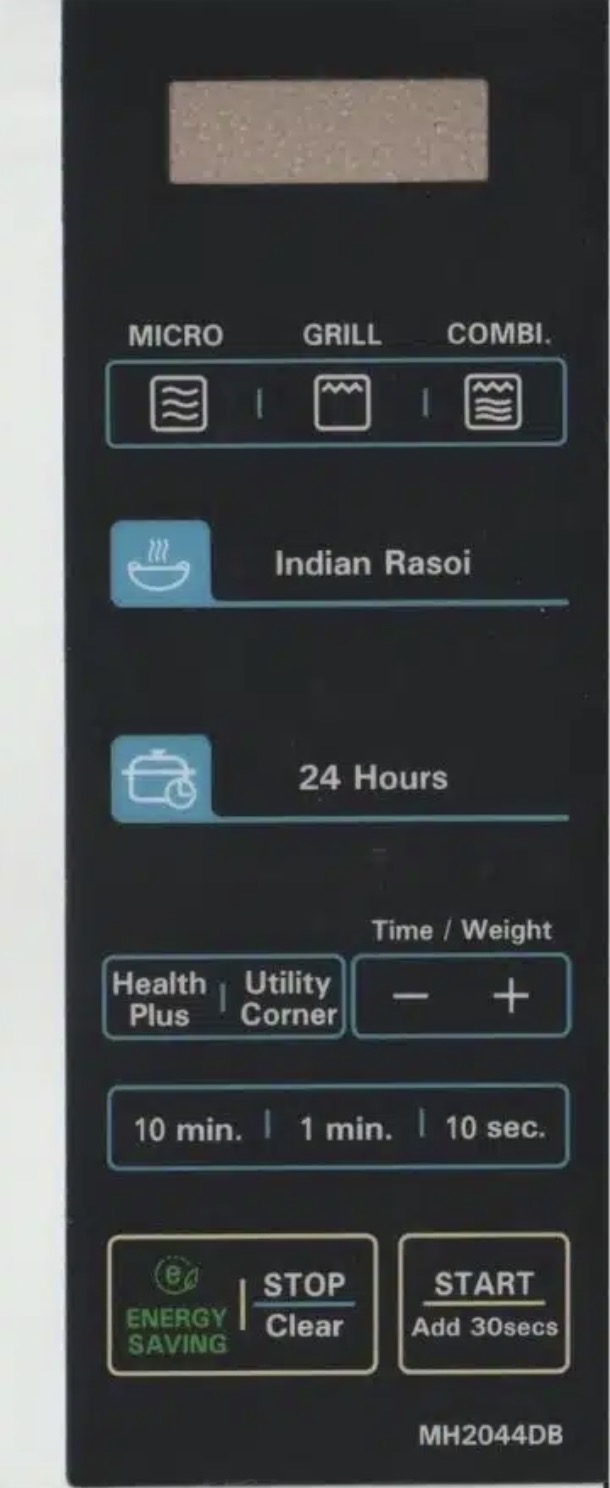 MICRO GRILL COMBI.
Indian Rasoi
24 Hours
Time / Weight
Health Plus
Utility Corner
− +
10 min. 1 min. 10 sec.
e
ENERGY
SAVING
STOP
Clear
START
Add 30secs
MH2044DB